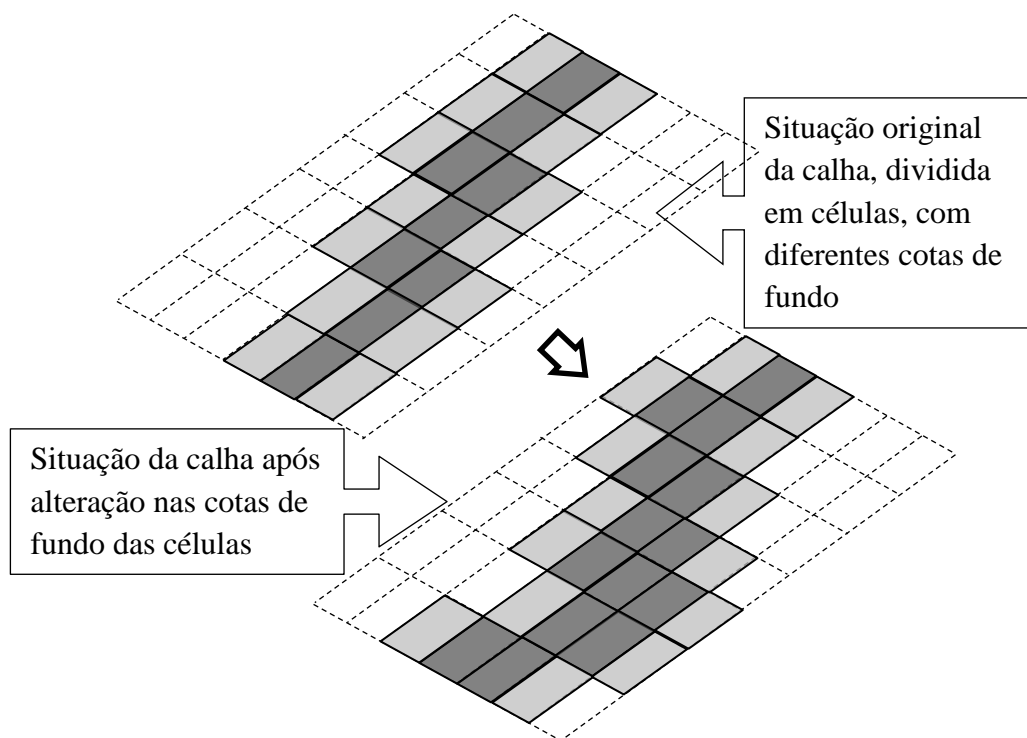 Situação original
da calha, dividida
em células, com
diferentes cotas de
fundo
Situação da calha após
alteração nas cotas de
fundo das células